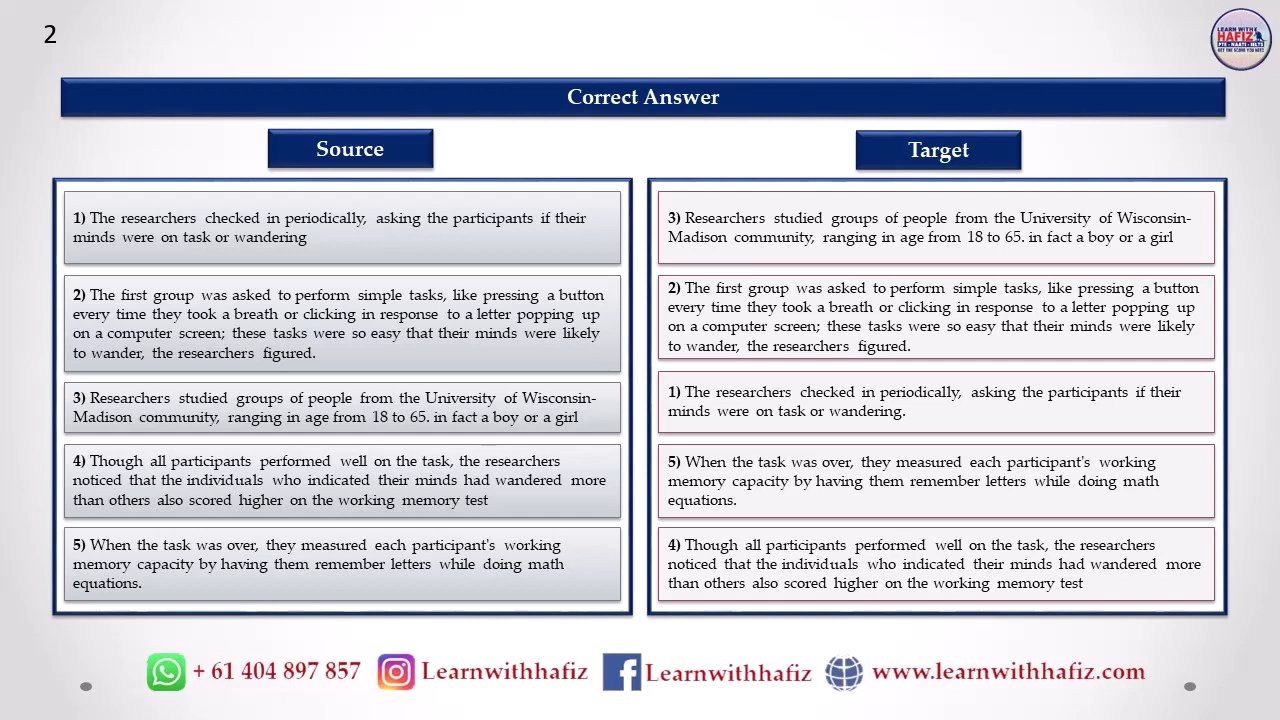 2
LEARN WITH
HAFIZ
PTE - NAATI - IELTS
GET THE SCORE YOU NEED
Correct Answer
Source
Target
1) The researchers checked in periodically, asking the participants if their
minds were on task or wandering
2) The first group was asked to perform simple tasks, like pressing a button
every time they took a breath or clicking in response to a letter popping up
on a computer screen; these tasks were so easy that their minds were likely
to wander, the researchers figured.
3) Researchers studied groups of people from the University of Wisconsin-
Madison community, ranging in age from 18 to 65. in fact a boy or a girl
4) Though all participants performed well on the task, the researchers
noticed that the individuals who indicated their minds had wandered more
than others also scored higher on the working memory test
5) When the task was over, they measured each participant's working
memory capacity by having them remember letters while doing math
equations.
3) Researchers studied groups of people from the University of Wisconsin-
Madison community, ranging in age from 18 to 65. in fact a boy or a girl
2) The first group was asked to perform simple tasks, like pressing a button
every time they took a breath or clicking in response to a letter popping up
on a computer screen; these tasks were so easy that their minds were likely
to wander, the researchers figured.
1) The researchers checked in periodically, asking the participants if their
minds were on task or wandering.
5) When the task was over, they measured each participant's working
memory capacity by having them remember letters while doing math
equations.
4) Though all participants performed well on the task, the researchers
noticed that the individuals who indicated their minds had wandered more
than others also scored higher on the working memory test
+ 61 404 897 857
Learnwithhafiz
Learnwithhafiz
www.learnwithhafiz.com